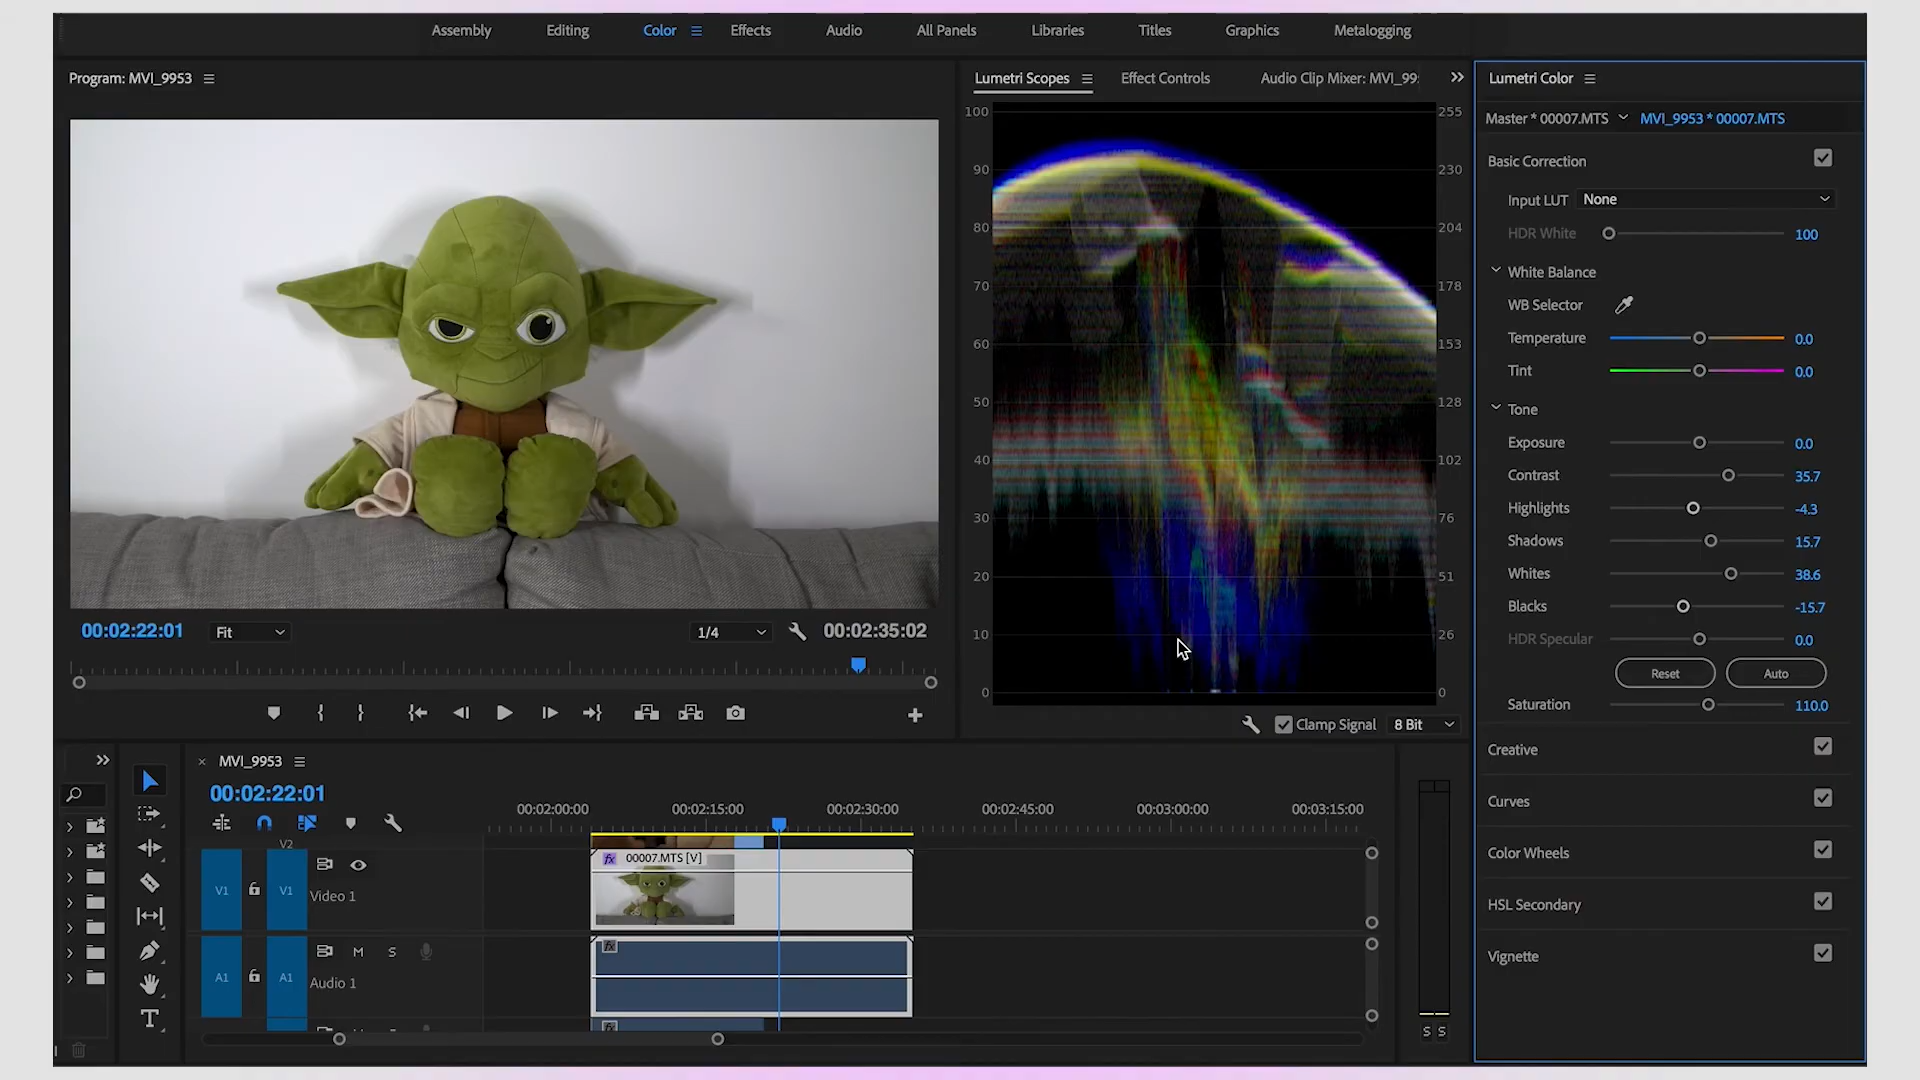 Assembly Editing Color Effects Audio All Panels Libraries Titles Graphics Metalogging
Program: MVI_9953
Lumetri Scopes Effect Controls Audio Clip Mixer: MVI_99
Lumetri Color
Master * 00007.MTS MVI_9953 * 00007.MTS
Basic Correction
Input LUT None
HDR White 100
White Balance
WB Selector
Temperature 0.0
Tint 0.0
Tone
Exposure 0.0
Contrast 35.7
Highlights -4.3
Shadows 15.7
Whites 38.6
Blacks -15.7
HDR Specular 0.0
Reset Auto
Saturation 110.0
Creative
Curves
Color Wheels
HSL Secondary
Vignette
100 255
90 230
80 204
70 178
60 153
50 128
40 102
30 76
20 51
10 26
0 0
Clamp Signal 8 Bit
00:02:22:01 Fit 1/4 00:02:35:02
MVI_9953
00:02:22:01
00:02:00:00 00:02:15:00 00:02:30:00 00:02:45:00 00:03:00:00 00:03:15:00
V2
V1 V1 Video 1
fx 00007.MTS [V]
A1 A1 M S Audio 1
fx
fx
S S